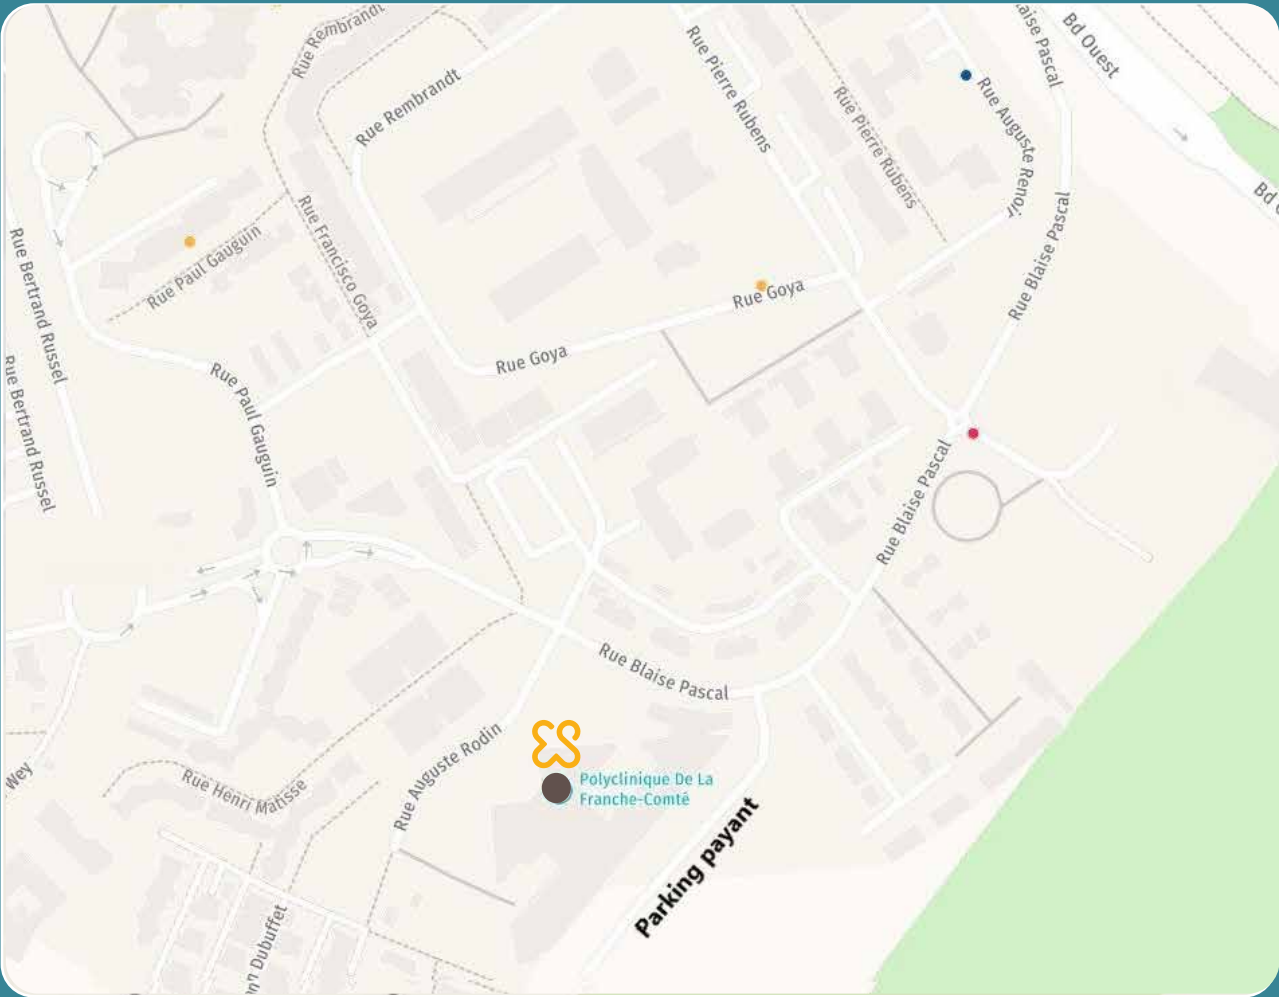 Rue Rembrandt
Rue Rembrandt
Rue Pierre Rubens
Rue Pierre Rubens
Rue Auguste Renoir
aise Pascal
Bd Ouest
Bd
Rue Blaise Pascal
Rue Bertrand Russel
Rue Bertrand Russel
Rue Paul Gauguin
Rue Francisco Goya
Rue Goya
Rue Goya
Rue Paul Gauguin
Rue Blaise Pascal
Rue Blaise Pascal
Wey
Rue Henri Matisse
Rue Auguste Rodin
Polyclinique De La
Franche-Comté
Parking payant
nn Dubuffet